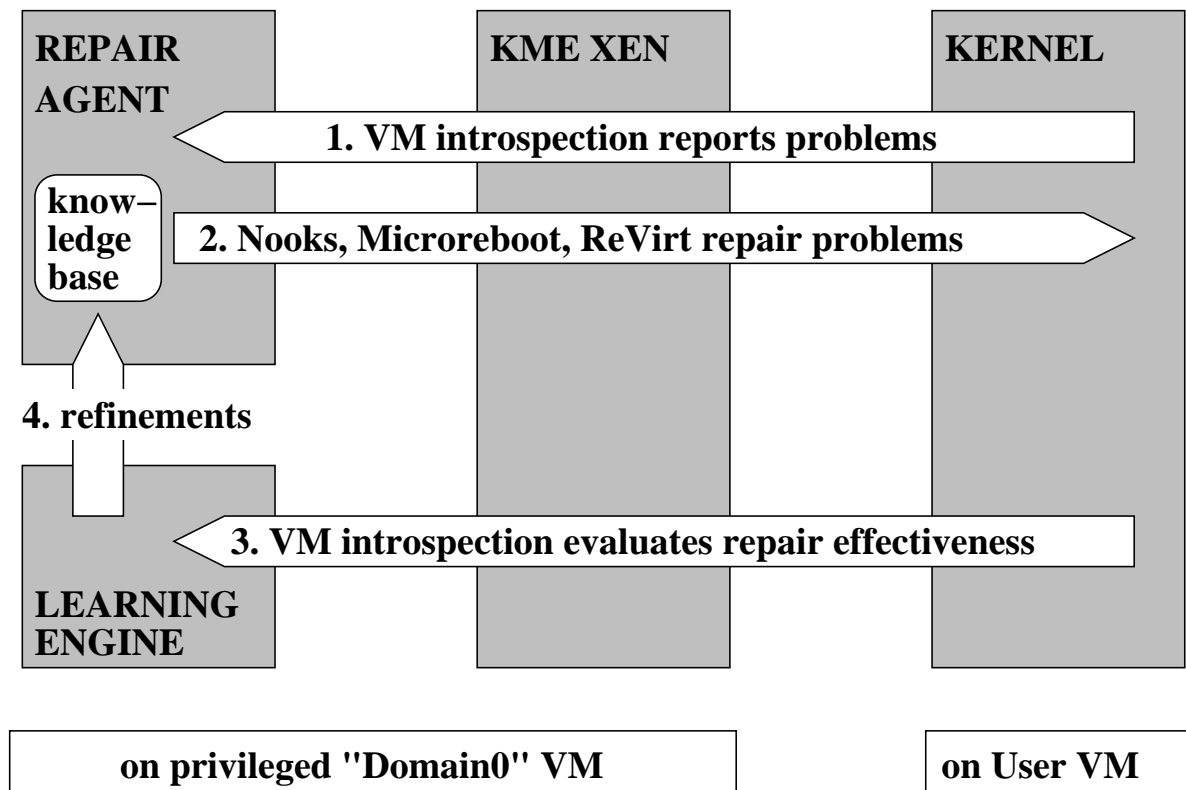 REPAIR
AGENT
KME XEN
KERNEL
1. VM introspection reports problems
know–
ledge
base
2. Nooks, Microreboot, ReVirt repair problems
4. refinements
3. VM introspection evaluates repair effectiveness
LEARNING
ENGINE
on privileged "Domain0" VM
on User VM